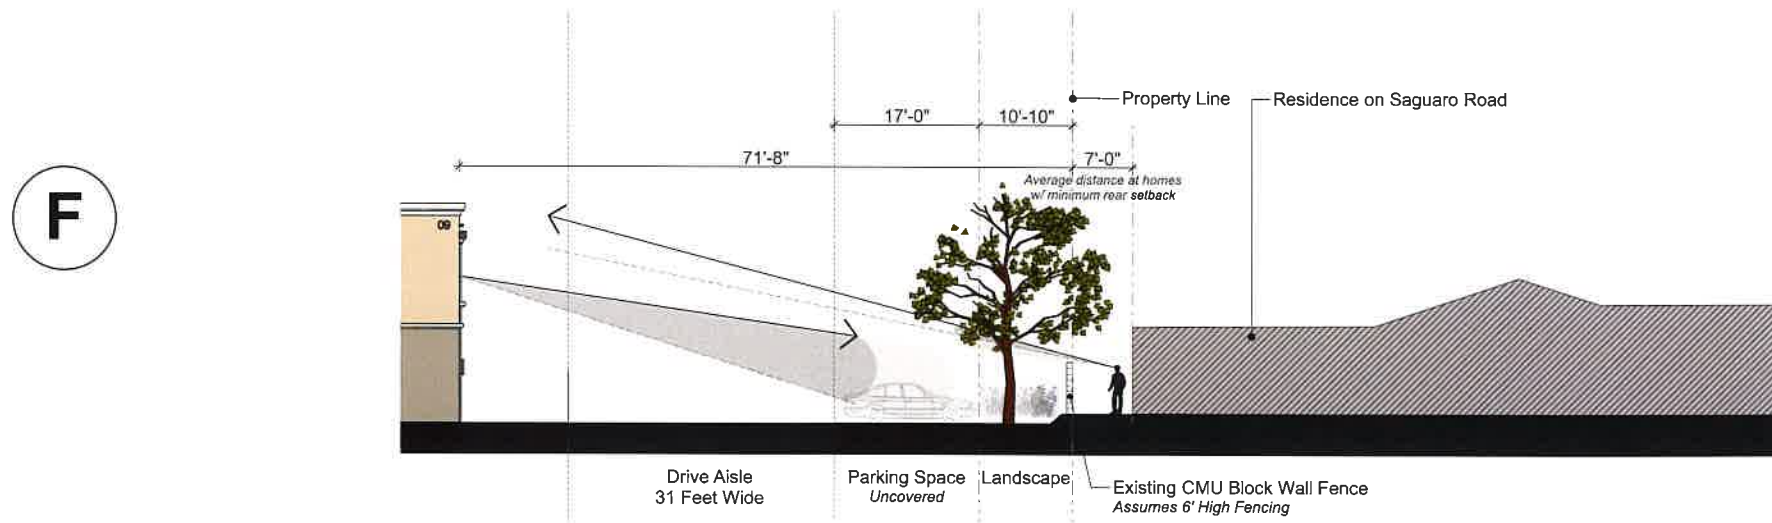 Property Line
Residence on Saguaro Road
17'-0"
10'-10"
71'-8"
7'-0"
Average distance at homes
w/ minimum rear setback
F
09
Drive Aisle
31 Feet Wide
Parking Space
Uncovered
Landscape
Existing CMU Block Wall Fence
Assumes 6' High Fencing